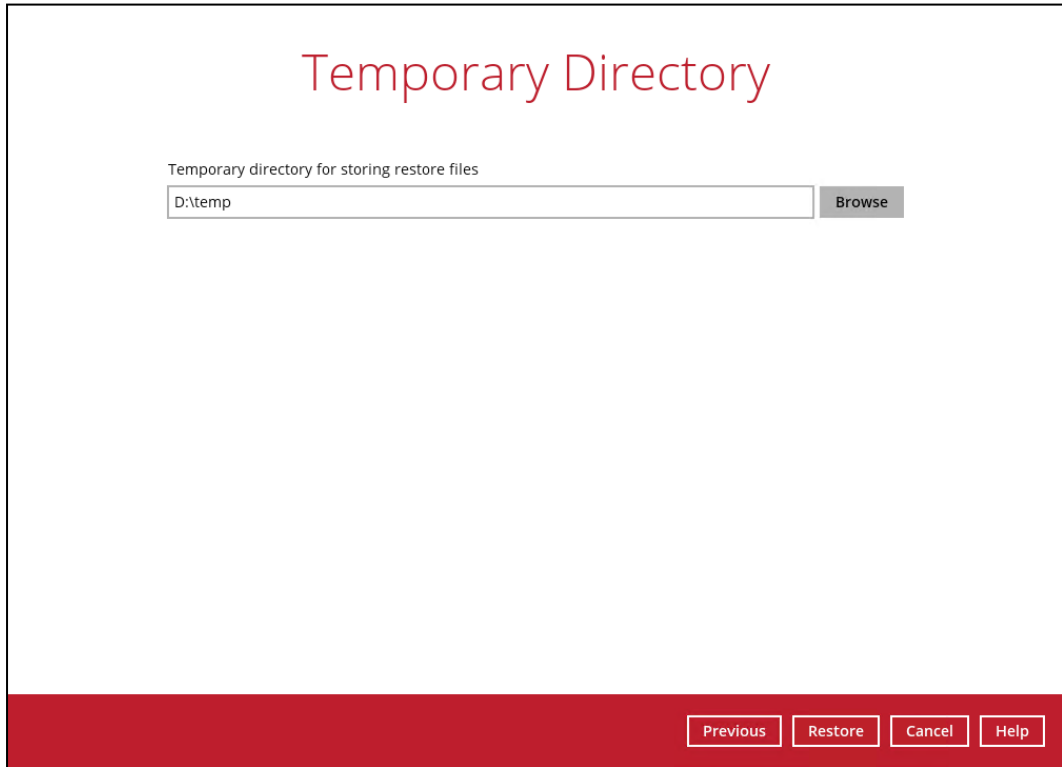 Temporary Directory
Temporary directory for storing restore files
D:\temp
Browse
Previous
Restore
Cancel
Help